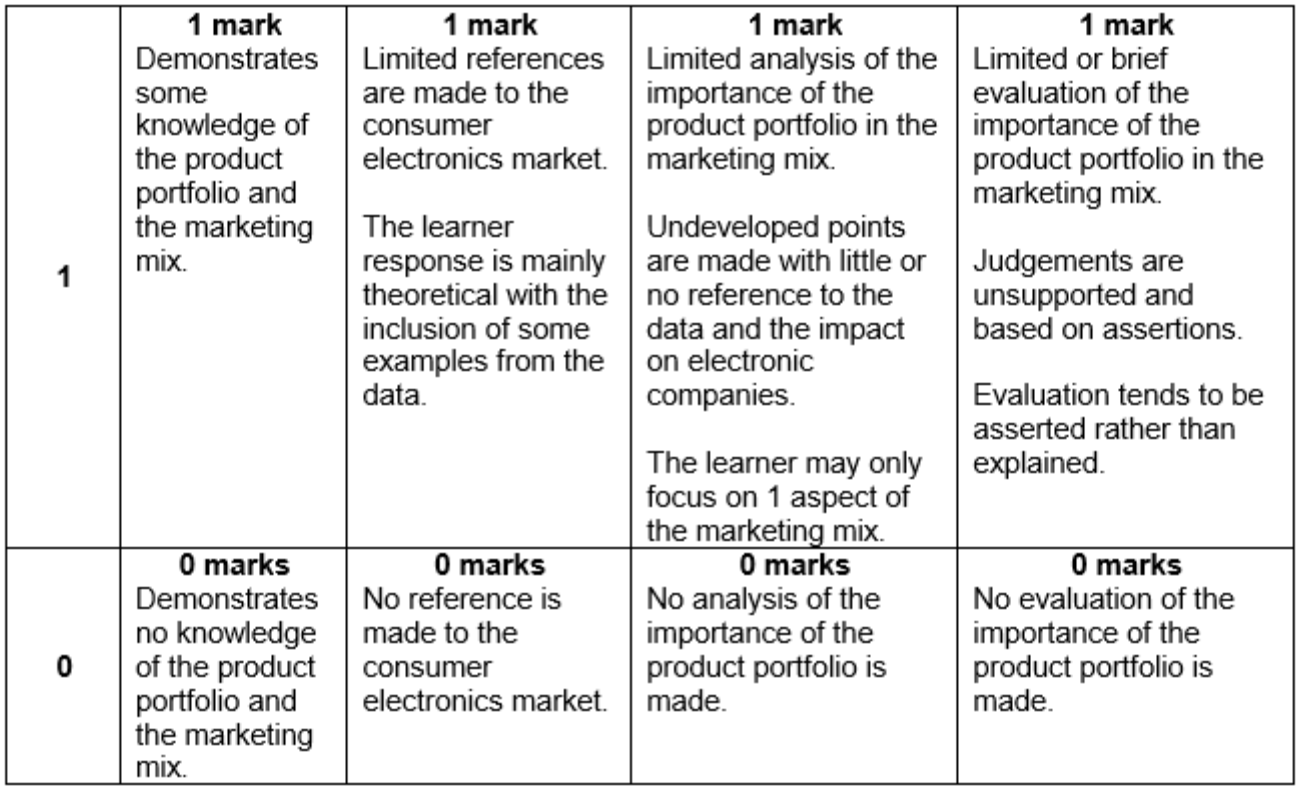 1
1 mark
Demonstrates
some
knowledge of
the product
portfolio and
the marketing
mix.
1 mark
Limited references
are made to the
consumer
electronics market.
The learner
response is mainly
theoretical with the
inclusion of some
examples from the
data.
1 mark
Limited analysis of the
importance of the
product portfolio in the
marketing mix.
Undeveloped points
are made with little or
no reference to the
data and the impact
on electronic
companies.
The learner may only
focus on 1 aspect of
the marketing mix.
1 mark
Limited or brief
evaluation of the
importance of the
product portfolio in the
marketing mix.
Judgements are
unsupported and
based on assertions.
Evaluation tends to be
asserted rather than
explained.
0
0 marks
Demonstrates
no knowledge
of the product
portfolio and
the marketing
mix.
0 marks
No reference is
made to the
consumer
electronics market.
0 marks
No analysis of the
importance of the
product portfolio is
made.
0 marks
No evaluation of the
importance of the
product portfolio is
made.